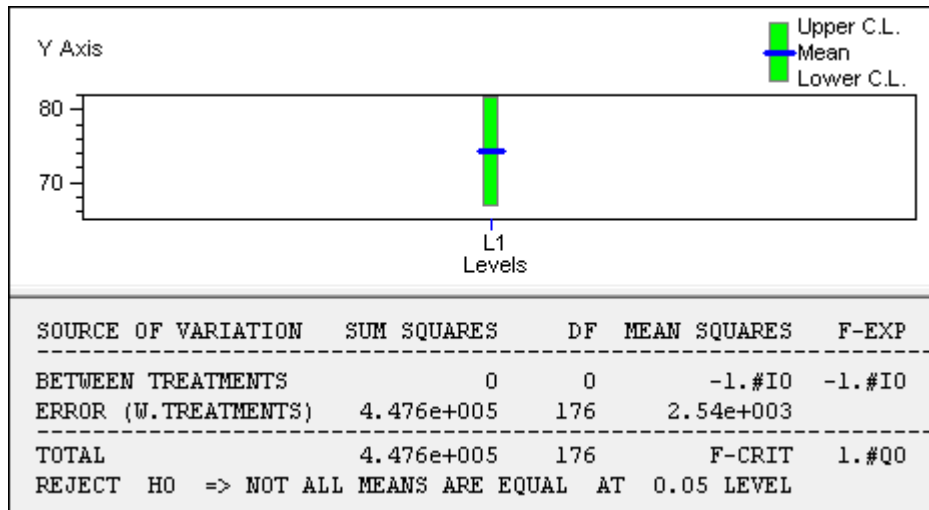 Y Axis
Upper C.L.
Mean
Lower C.L.
80
70
L1
Levels
SOURCE OF VARIATION SUM SQUARES DF MEAN SQUARES F-EXP
BETWEEN TREATMENTS 0 0 -1.#IO -1.#IO
ERROR (W.TREATMENTS) 4.476e+005 176 2.54e+003
TOTAL 4.476e+005 176 F-CRIT 1.#QO
REJECT HO => NOT ALL MEANS ARE EQUAL AT 0.05 LEVEL